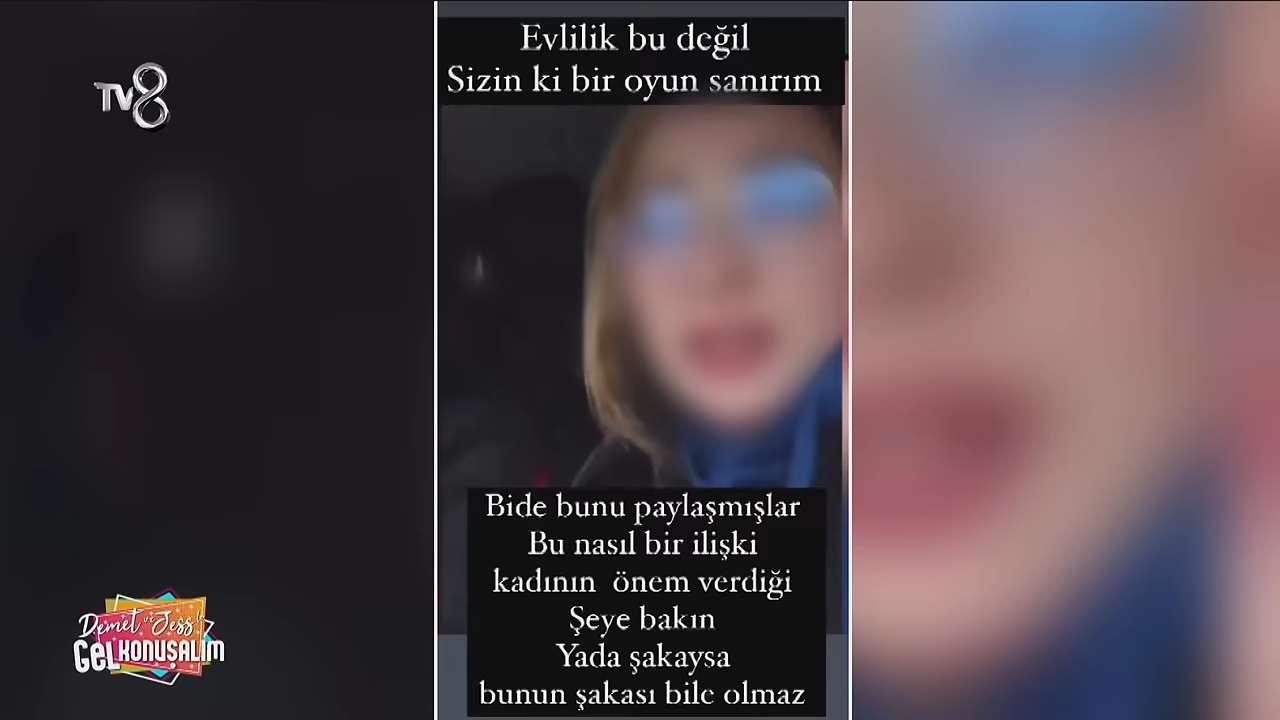 TV8
Evlilik bu değil
Sizin ki bir oyun sanırım
Bide bunu paylaşmışlar
Bu nasıl bir ilişki
kadının önem verdiği
Şeye bakın
Yada şakaysa
bunun şakası bile olmaz
Demet ve Jess'le
GEL KONUŞALIM